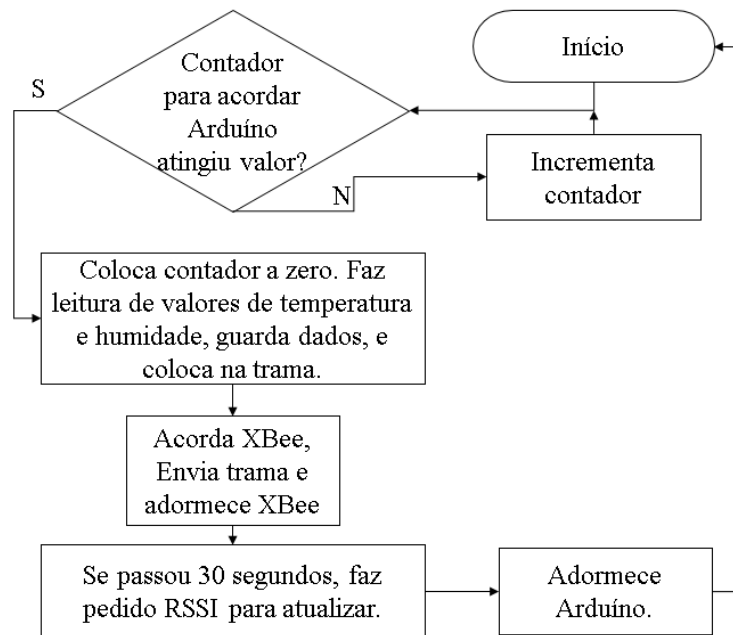 Início
Contador
para acordar
Arduíno
atingiu valor?
S
N
Incrementa
contador
Coloca contador a zero. Faz
leitura de valores de temperatura
e humidade, guarda dados, e
coloca na trama.
Acorda XBee,
Envia trama e
adormece XBee
Se passou 30 segundos, faz
pedido RSSI para atualizar.
Adormece
Arduíno.